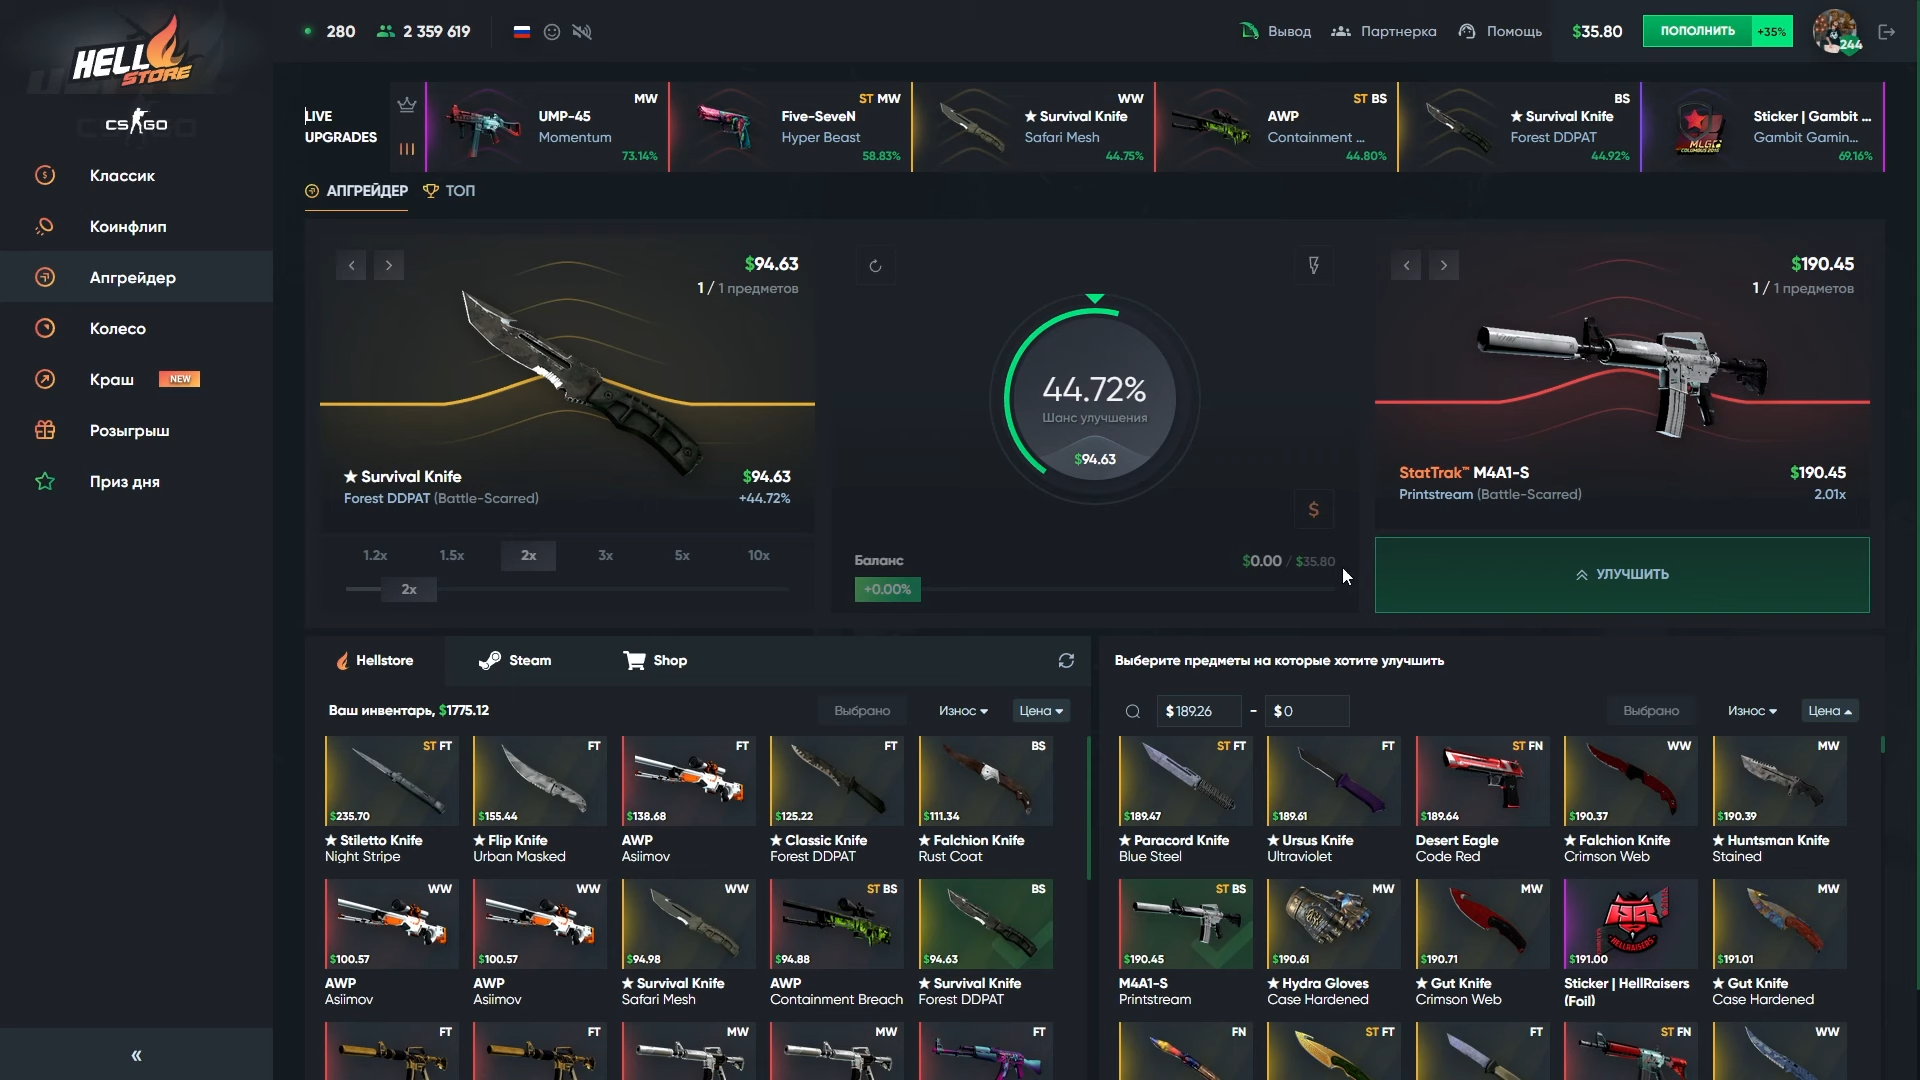 HELL
STORE
280
2 359 619
Вывод
Партнерка
Помощь
$35.80
ПОПОЛНИТЬ
+35%
244
CS GO
Классик
Коинфлип
Апгрейдер
Колесо
Краш
NEW
Розыгрыш
Приз дня
LIVE
UPGRADES
MW
UMP-45
Momentum
73.14%
ST MW
Five-SeveN
Hyper Beast
58.83%
WW
★ Survival Knife
Safari Mesh
44.75%
ST BS
AWP
Containment ...
44.80%
BS
★ Survival Knife
Forest DDPAT
44.92%
Sticker | Gambit ...
Gambit Gamin...
69.16%
АПГРЕЙДЕР
ТОП
$94.63
1 / 1 предметов
★ Survival Knife
$94.63
Forest DDPAT (Battle-Scarred)
+44.72%
1.2x
1.5x
2x
3x
5x
10x
2x
44.72%
Шанс улучшения
$94.63
$
Баланс
$0.00 / $35.80
+0.00%
$190.45
1 / 1 предметов
StatTrak™ M4A1-S
$190.45
Printstream (Battle-Scarred)
2.01x
УЛУЧШИТЬ
Hellstore
Steam
Shop
Ваш инвентарь, $1775.12
Выбрано
Износ
Цена
ST FT
$235.70
★ Stiletto Knife
Night Stripe
FT
$155.44
★ Flip Knife
Urban Masked
FT
$138.68
AWP
Asiimov
FT
$125.22
★ Classic Knife
Forest DDPAT
BS
$111.34
★ Falchion Knife
Rust Coat
WW
$100.57
AWP
Asiimov
WW
$100.57
AWP
Asiimov
WW
$94.98
★ Survival Knife
Safari Mesh
ST BS
$94.88
AWP
Containment Breach
BS
$94.63
★ Survival Knife
Forest DDPAT
FT
FT
MW
MW
FT
Выберите предметы на которые хотите улучшить
$ 189.26
-
$ 0
Выбрано
Износ
Цена
ST FT
$189.47
★ Paracord Knife
Blue Steel
FT
$189.61
★ Ursus Knife
Ultraviolet
ST FN
$189.64
Desert Eagle
Code Red
WW
$190.37
★ Falchion Knife
Crimson Web
MW
$190.39
★ Huntsman Knife
Stained
ST BS
$190.45
M4A1-S
Printstream
MW
$190.61
★ Hydra Gloves
Case Hardened
MW
$190.71
★ Gut Knife
Crimson Web
$191.00
Sticker | HellRaisers
(Foil)
MW
$191.01
★ Gut Knife
Case Hardened
FN
ST FT
FT
ST FN
WW